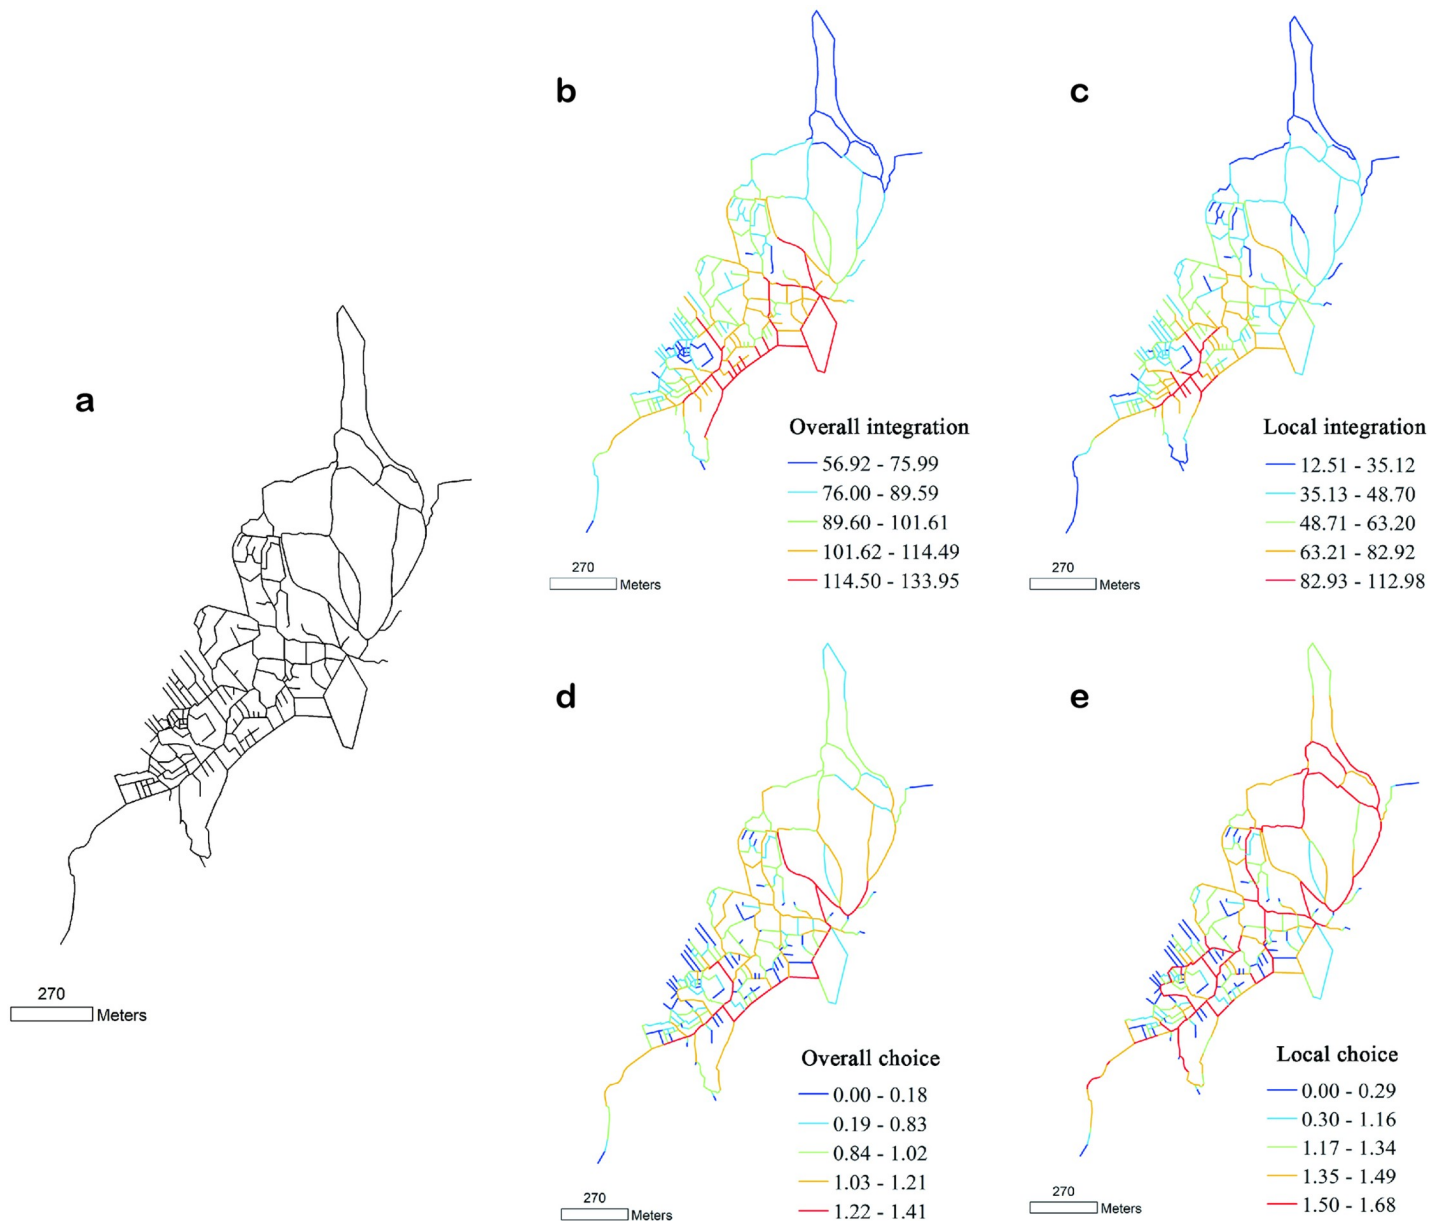 a
270
Meters
b
Overall integration
56.92 - 75.99
76.00 - 89.59
89.60 - 101.61
101.62 - 114.49
114.50 - 133.95
270
Meters
c
Local integration
12.51 - 35.12
35.13 - 48.70
48.71 - 63.20
63.21 - 82.92
82.93 - 112.98
270
Meters
d
Overall choice
0.00 - 0.18
0.19 - 0.83
0.84 - 1.02
1.03 - 1.21
1.22 - 1.41
270
Meters
e
Local choice
0.00 - 0.29
0.30 - 1.16
1.17 - 1.34
1.35 - 1.49
1.50 - 1.68
270
Meters